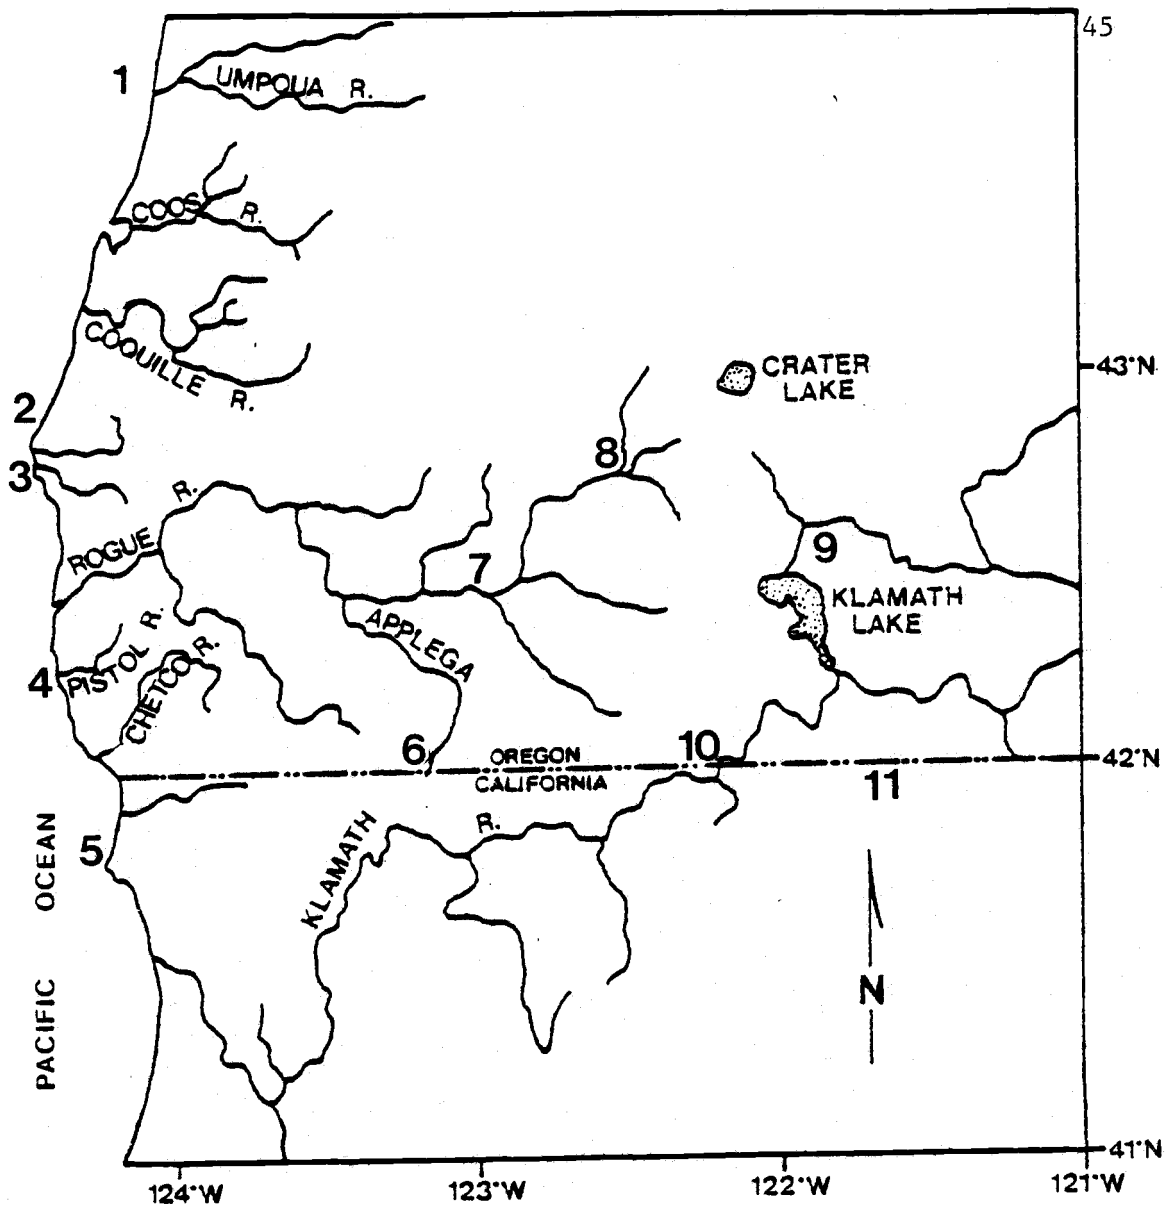 45
1
UMPQUA R.
COOS R.
COQUILLE R.
2
3
CRATER
LAKE
43°N
8
ROGUE R.
7
9
KLAMATH
LAKE
APPLEGA
PISTOL R.
4
CHETCO R.
6
OREGON
CALIFORNIA
10
42°N
11
5
KLAMATH R.
PACIFIC OCEAN
N
41°N
124°W
123°W
122°W
121°W